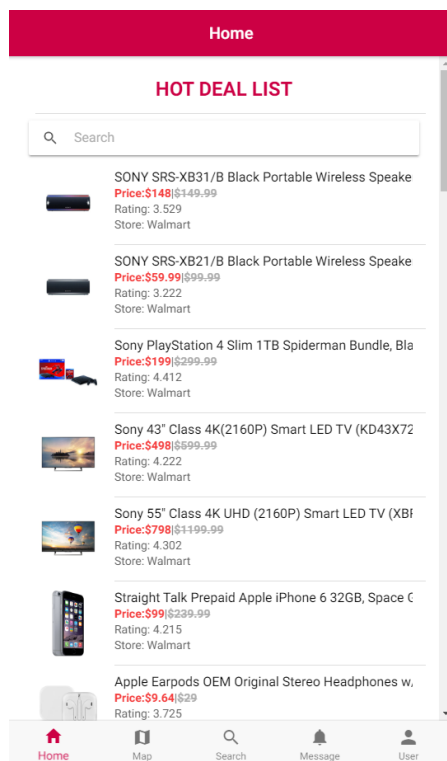 Home
HOT DEAL LIST
Search
SONY SRS-XB31/B Black Portable Wireless Speake
Price:$148|$149.99
Rating: 3.529
Store: Walmart
SONY SRS-XB21/B Black Portable Wireless Speake
Price:$59.99|$99.99
Rating: 3.222
Store: Walmart
Sony PlayStation 4 Slim 1TB Spiderman Bundle, Bla
Price:$199|$299.99
Rating: 4.412
Store: Walmart
Sony 43" Class 4K(2160P) Smart LED TV (KD43X72
Price:$498|$599.99
Rating: 4.222
Store: Walmart
Sony 55" Class 4K UHD (2160P) Smart LED TV (XBF
Price:$798|$1199.99
Rating: 4.302
Store: Walmart
Straight Talk Prepaid Apple iPhone 6 32GB, Space G
Price:$99|$239.99
Rating: 4.215
Store: Walmart
Apple Earpods OEM Original Stereo Headphones w,
Price:$9.64|$29
Rating: 3.725
Home Map Search Message User